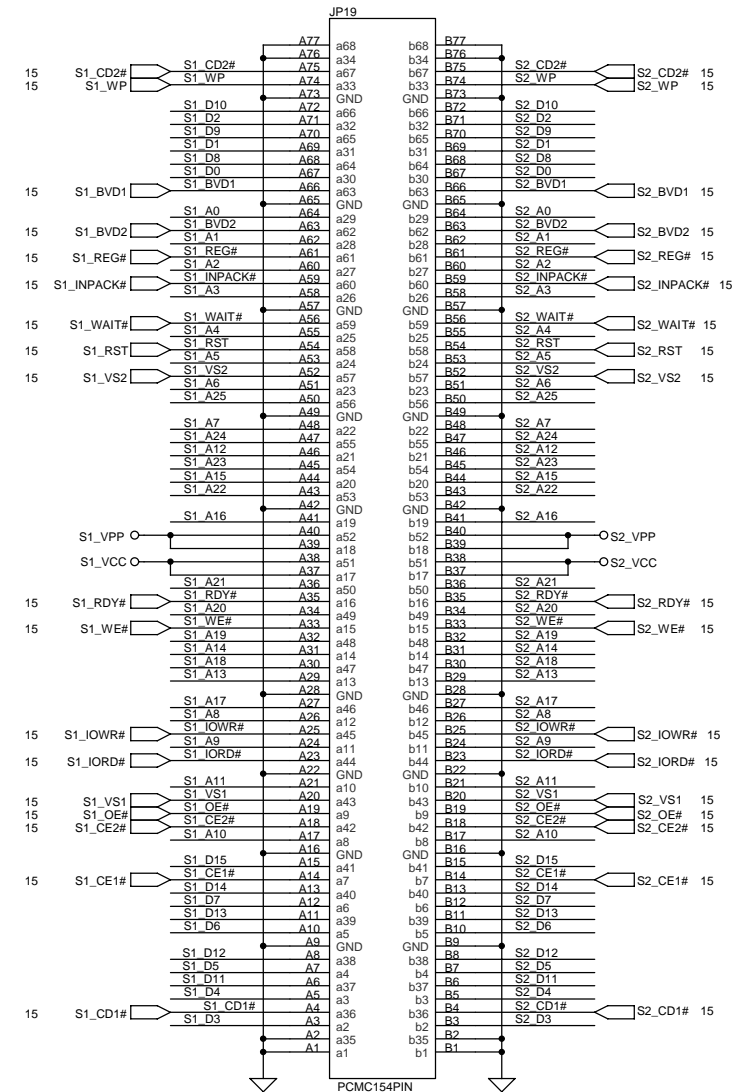 JP19
A77 a68 b68 B77
A76 a34 b34 B76
15 S1_CD2# S1_CD2# A75 a67 b67 B75 S2_CD2# S2_CD2# 15
15 S1_WP S1_WP A74 a33 b33 B74 S2_WP S2_WP 15
A73 GND GND B73
S1_D10 A72 a66 b66 B72 S2_D10
S1_D2 A71 a32 b32 B71 S2_D2
S1_D9 A70 a65 b65 B70 S2_D9
S1_D1 A69 a31 b31 B69 S2_D1
S1_D8 A68 a64 b64 B68 S2_D8
S1_D0 A67 a30 b30 B67 S2_D0
15 S1_BVD1 S1_BVD1 A66 a63 b63 B66 S2_BVD1 S2_BVD1 15
A65 GND GND B65
S1_A0 A64 a29 b29 B64 S2_A0
15 S1_BVD2 S1_BVD2 A63 a62 b62 B63 S2_BVD2 S2_BVD2 15
S1_A1 A62 a28 b28 B62 S2_A1
15 S1_REG# S1_REG# A61 a61 b61 B61 S2_REG# S2_REG# 15
S1_A2 A60 a27 b27 B60 S2_A2
15 S1_INPACK# S1_INPACK# A59 a60 b60 B59 S2_INPACK# S2_INPACK# 15
S1_A3 A58 a26 b26 B58 S2_A3
A57 GND GND B57
15 S1_WAIT# S1_WAIT# A56 a59 b59 B56 S2_WAIT# S2_WAIT# 15
S1_A4 A55 a25 b25 B55 S2_A4
15 S1_RST S1_RST A54 a58 b58 B54 S2_RST S2_RST 15
S1_A5 A53 a24 b24 B53 S2_A5
15 S1_VS2 S1_VS2 A52 a57 b57 B52 S2_VS2 S2_VS2 15
S1_A6 A51 a23 b23 B51 S2_A6
S1_A25 A50 a56 b56 B50 S2_A25
A49 GND GND B49
S1_A7 A48 a22 b22 B48 S2_A7
S1_A24 A47 a55 b55 B47 S2_A24
S1_A12 A46 a21 b21 B46 S2_A12
S1_A23 A45 a54 b54 B45 S2_A23
S1_A15 A44 a20 b20 B44 S2_A15
S1_A22 A43 a53 b53 B43 S2_A22
A42 GND GND B42
S1_A16 A41 a19 b19 B41 S2_A16
S1_VPP A40 a52 b52 B40 S2_VPP
A39 a18 b18 B39
S1_VCC A38 a51 b51 B38 S2_VCC
A37 a17 b17 B37
S1_A21 A36 a50 b50 B36 S2_A21
15 S1_RDY# S1_RDY# A35 a16 b16 B35 S2_RDY# S2_RDY# 15
S1_A20 A34 a49 b49 B34 S2_A20
15 S1_WE# S1_WE# A33 a15 b15 B33 S2_WE# S2_WE# 15
S1_A19 A32 a48 b48 B32 S2_A19
S1_A14 A31 a14 b14 B31 S2_A14
S1_A18 A30 a47 b47 B30 S2_A18
S1_A13 A29 a13 b13 B29 S2_A13
A28 GND GND B28
S1_A17 A27 a46 b46 B27 S2_A17
S1_A8 A26 a12 b12 B26 S2_A8
15 S1_IOWR# S1_IOWR# A25 a45 b45 B25 S2_IOWR# S2_IOWR# 15
S1_A9 A24 a11 b11 B24 S2_A9
15 S1_IORD# S1_IORD# A23 a44 b44 B23 S2_IORD# S2_IORD# 15
A22 GND GND B22
S1_A11 A21 a10 b10 B21 S2_A11
15 S1_VS1 S1_VS1 A20 a43 b43 B20 S2_VS1 S2_VS1 15
15 S1_OE# S1_OE# A19 a9 b9 B19 S2_OE# S2_OE# 15
15 S1_CE2# S1_CE2# A18 a42 b42 B18 S2_CE2# S2_CE2# 15
S1_A10 A17 a8 b8 B17 S2_A10
A16 GND GND B16
S1_D15 A15 a41 b41 B15 S2_D15
15 S1_CE1# S1_CE1# A14 a7 b7 B14 S2_CE1# S2_CE1# 15
S1_D14 A13 a40 b40 B13 S2_D14
S1_D7 A12 a6 b6 B12 S2_D7
S1_D13 A11 a39 b39 B11 S2_D13
S1_D6 A10 a5 b5 B10 S2_D6
A9 GND GND B9
S1_D12 A8 a38 b38 B8 S2_D12
S1_D5 A7 a4 b4 B7 S2_D5
S1_D11 A6 a37 b37 B6 S2_D11
S1_D4 A5 a3 b3 B5 S2_D4
15 S1_CD1# S1_CD1# A4 a36 b36 B4 S2_CD1# S2_CD1# 15
S1_D3 A3 a2 b2 B3 S2_D3
A2 a35 b35 B2
A1 a1 b1 B1
PCMC154PIN